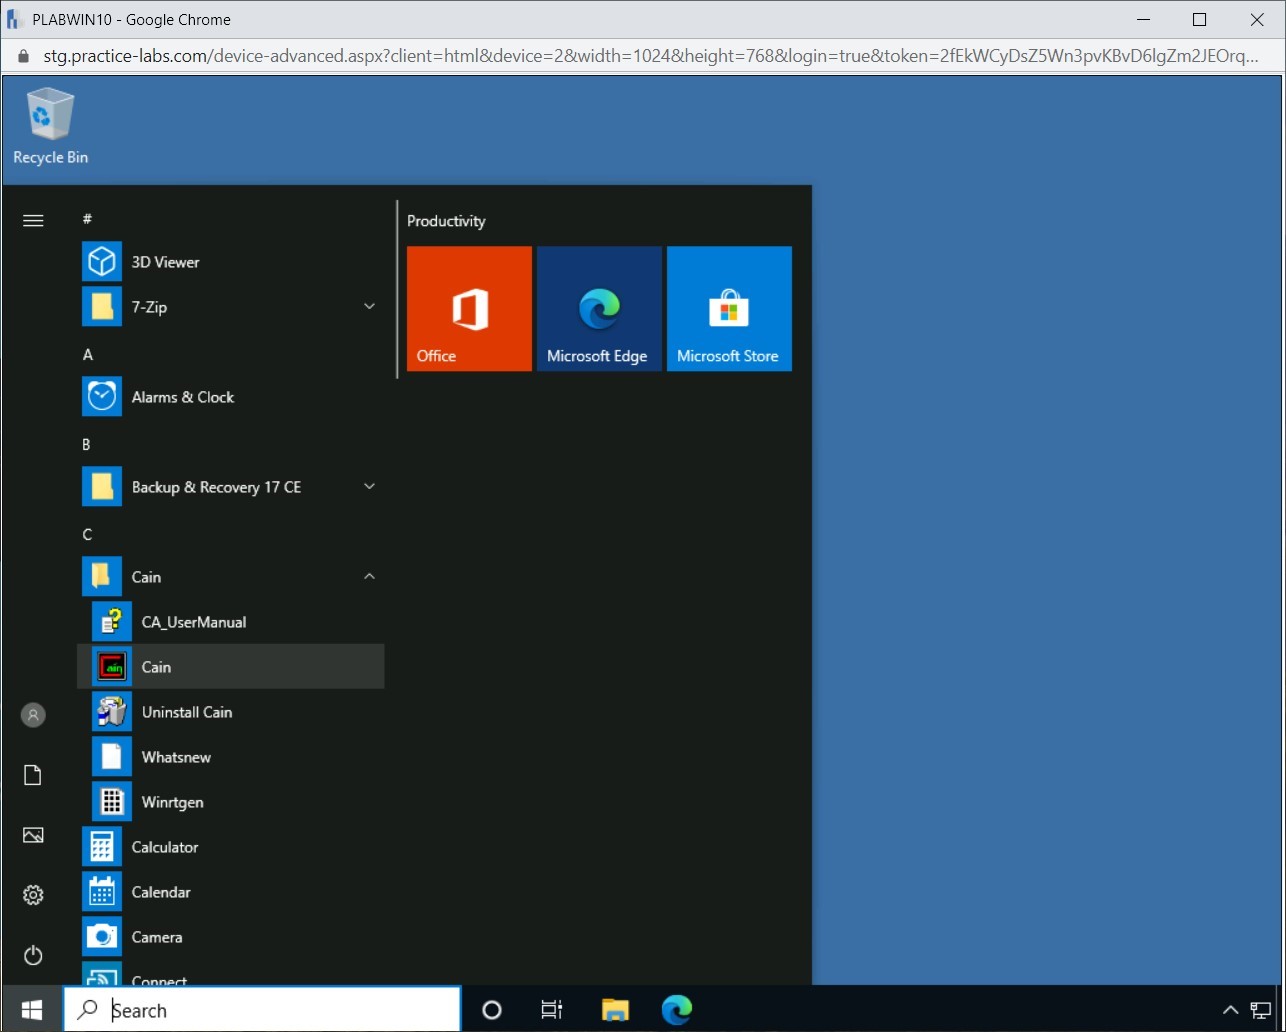 PLABWIN10 - Google Chrome
stg.practice-labs.com/device-advanced.aspx?client=html&device=2&width=1024&height=768&login=true&token=2fEkWCyDsZ5Wn3pvKBvD6lgZm2JEOrq...
Recycle Bin
#
3D Viewer
7-Zip
A
Alarms & Clock
B
Backup & Recovery 17 CE
C
Cain
CA_UserManual
Cain
Uninstall Cain
Whatsnew
Winrtgen
Calculator
Calendar
Camera
Connect
Productivity
Office
Microsoft Edge
Microsoft Store
Search